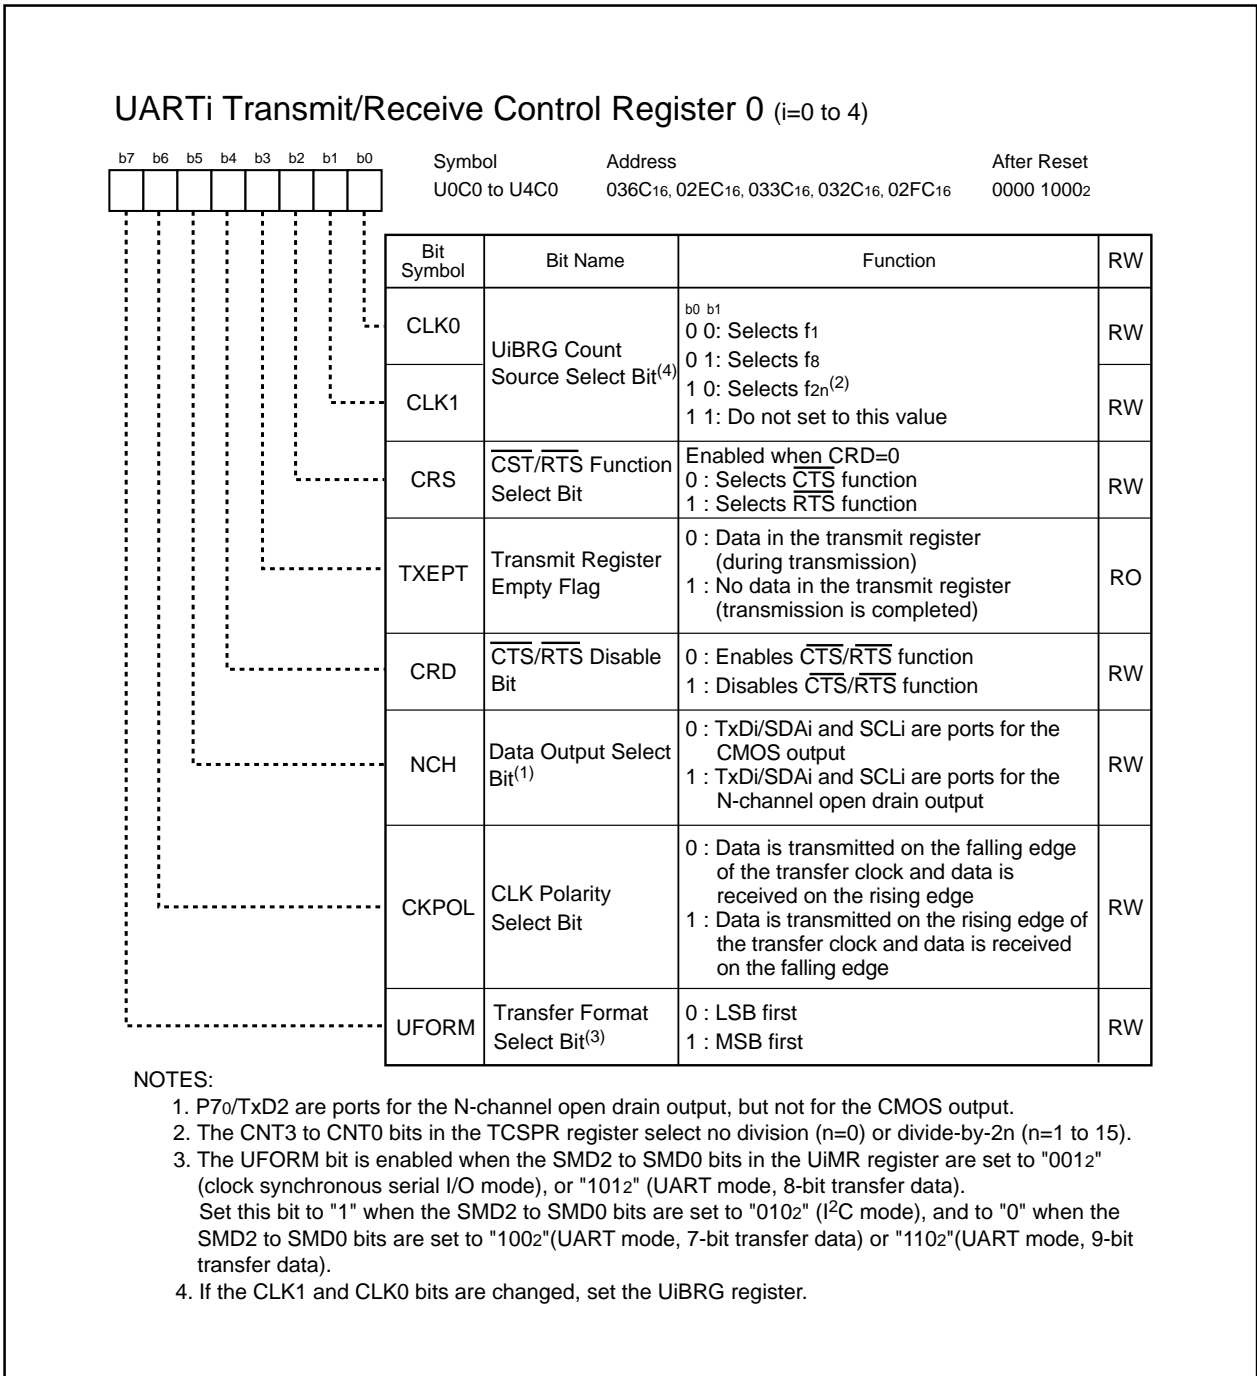 UARTi Transmit/Receive Control Register 0 (i=0 to 4)
b7 b6 b5 b4 b3 b2 b1 b0
Symbol Address After Reset
U0C0 to U4C0 036C16, 02EC16, 033C16, 032C16, 02FC16 0000 10002
Bit Symbol Bit Name Function RW
CLK0 RW
CLK1 RW
UiBRG Count
Source Select Bit(4)
b0 b1
0 0: Selects f1
0 1: Selects f8
1 0: Selects f2n(2)
1 1: Do not set to this value
CRS
CST/RTS Function
Select Bit
Enabled when CRD=0
0 : Selects CTS function
1 : Selects RTS function
RW
TXEPT
Transmit Register
Empty Flag
0 : Data in the transmit register
(during transmission)
1 : No data in the transmit register
(transmission is completed)
RO
CRD
CTS/RTS Disable
Bit
0 : Enables CTS/RTS function
1 : Disables CTS/RTS function
RW
NCH
Data Output Select
Bit(1)
0 : TxDi/SDAi and SCLi are ports for the
CMOS output
1 : TxDi/SDAi and SCLi are ports for the
N-channel open drain output
RW
CKPOL
CLK Polarity
Select Bit
0 : Data is transmitted on the falling edge
of the transfer clock and data is
received on the rising edge
1 : Data is transmitted on the rising edge of
the transfer clock and data is received
on the falling edge
RW
UFORM
Transfer Format
Select Bit(3)
0 : LSB first
1 : MSB first
RW
NOTES:
1. P70/TxD2 are ports for the N-channel open drain output, but not for the CMOS output.
2. The CNT3 to CNT0 bits in the TCSPR register select no division (n=0) or divide-by-2n (n=1 to 15).
3. The UFORM bit is enabled when the SMD2 to SMD0 bits in the UiMR register are set to "0012"
(clock synchronous serial I/O mode), or "1012" (UART mode, 8-bit transfer data).
Set this bit to "1" when the SMD2 to SMD0 bits are set to "0102" (I2C mode), and to "0" when the
SMD2 to SMD0 bits are set to "1002"(UART mode, 7-bit transfer data) or "1102"(UART mode, 9-bit
transfer data).
4. If the CLK1 and CLK0 bits are changed, set the UiBRG register.